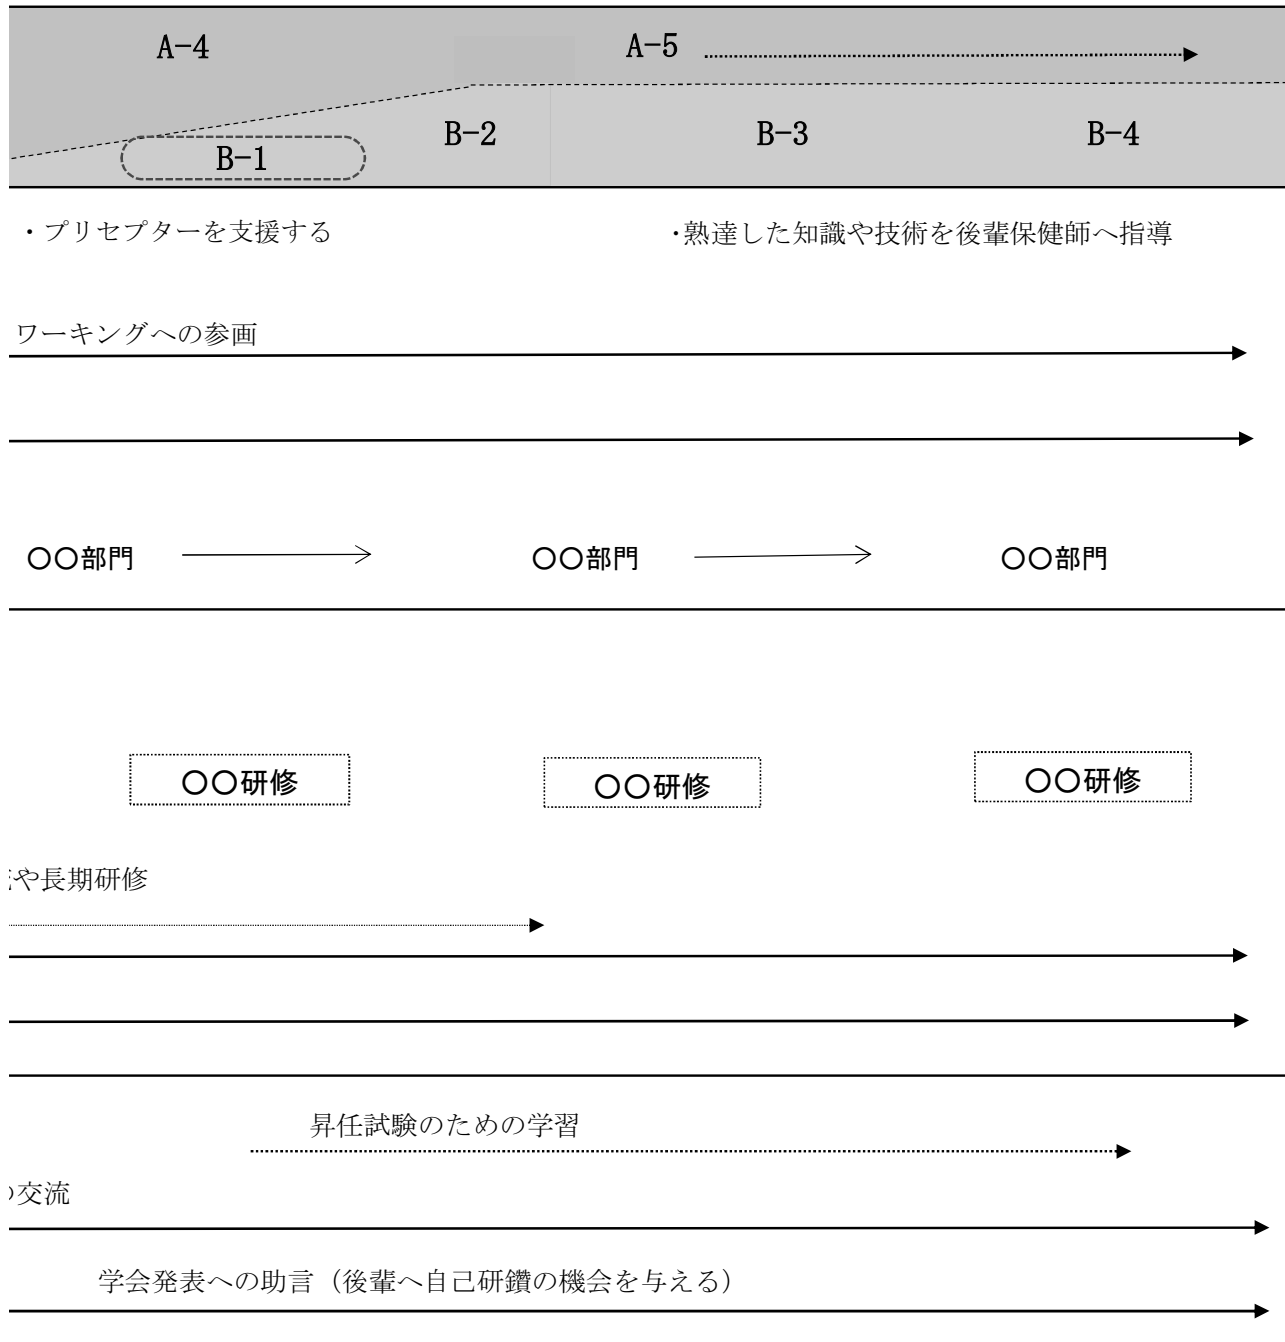 A-4
A-5
B-1
B-2
B-3
B-4
・プリセプターを支援する
・熟達した知識や技術を後輩保健師へ指導
ワーキングへの参画
〇〇部門
〇〇部門
〇〇部門
〇〇研修
〇〇研修
〇〇研修
や長期研修
昇任試験のための学習
交流
学会発表への助言（後輩へ自己研鑽の機会を与える）